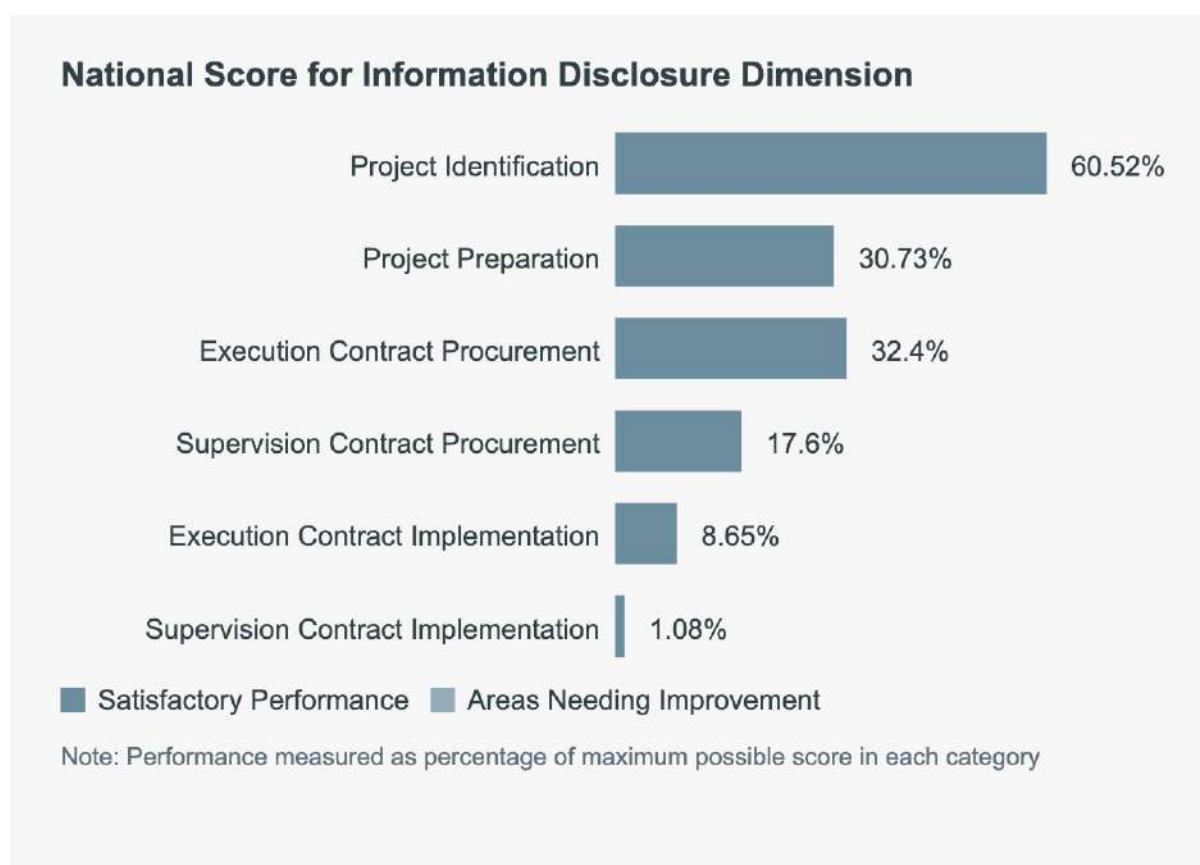 National Score for Information Disclosure Dimension
Project Identification 60.52%
Project Preparation 30.73%
Execution Contract Procurement 32.4%
Supervision Contract Procurement 17.6%
Execution Contract Implementation 8.65%
Supervision Contract Implementation 1.08%
Satisfactory Performance Areas Needing Improvement
Note: Performance measured as percentage of maximum possible score in each category